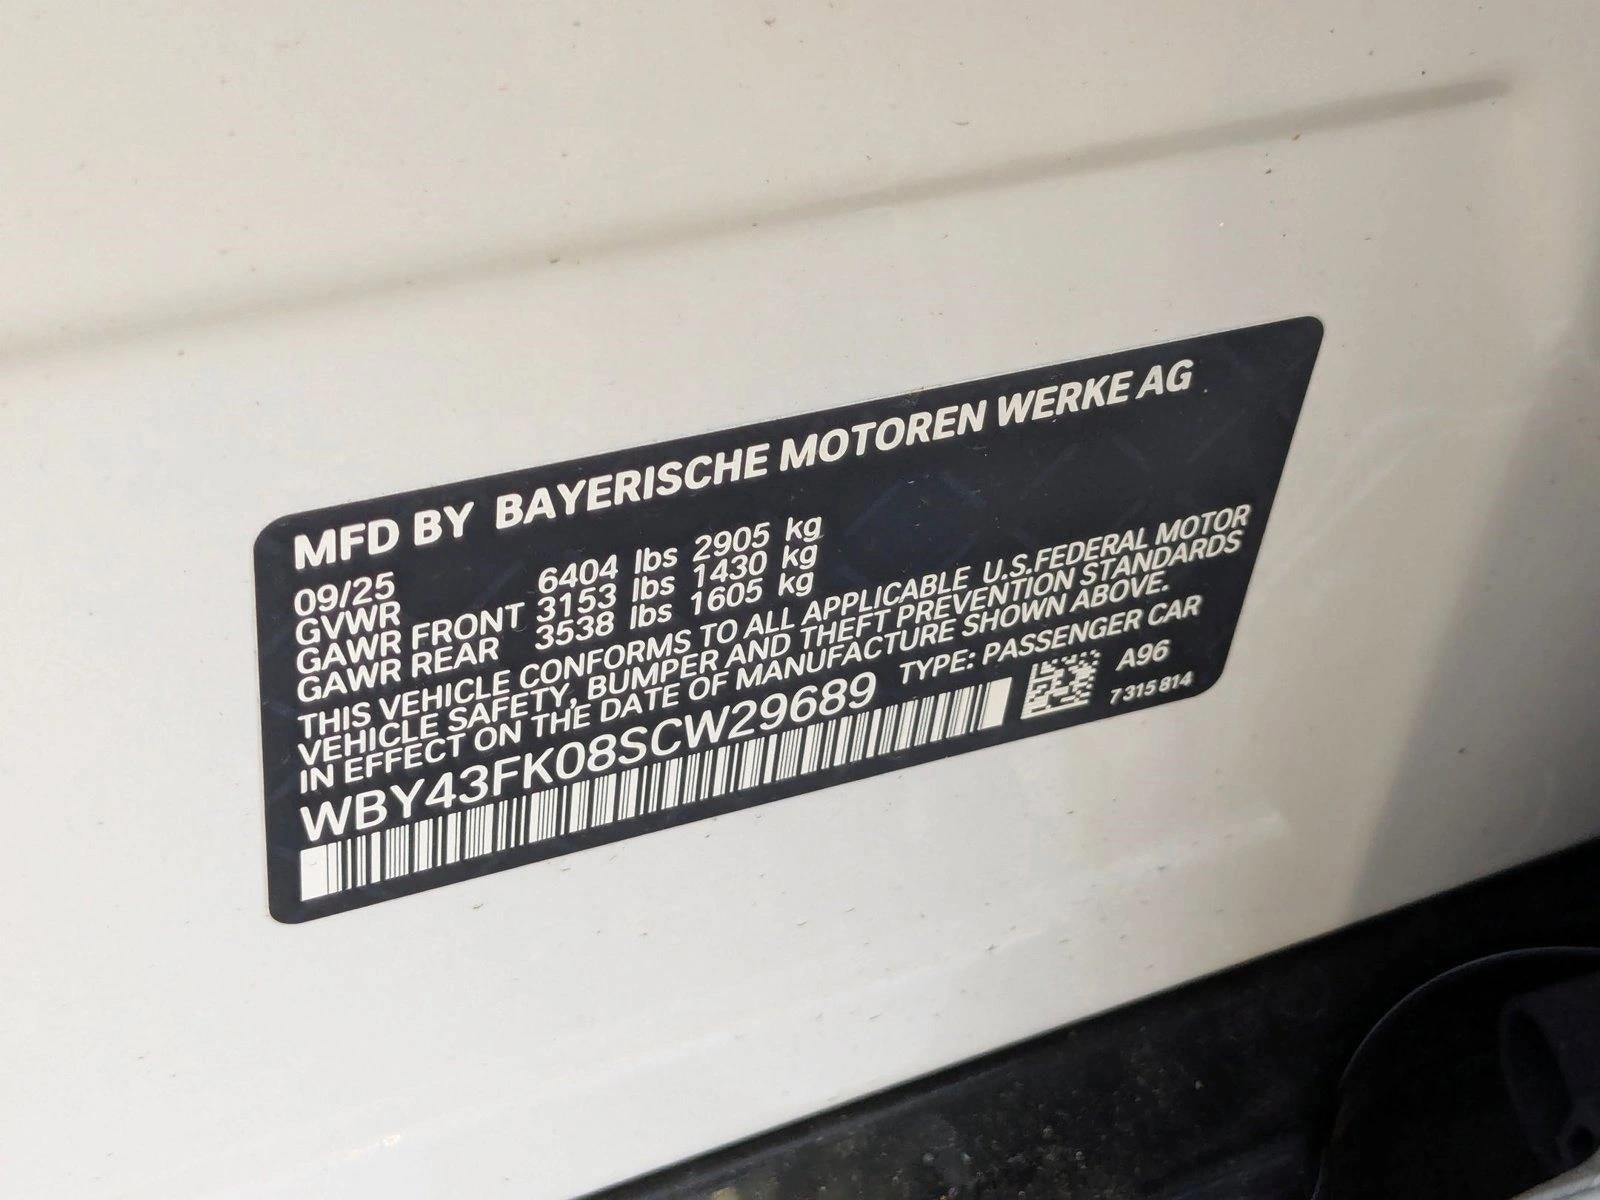 MFD BY BAYERISCHE MOTOREN WERKE AG
09/25
GVWR 6404 lbs 2905 kg
GAWR FRONT 3153 lbs 1430 kg
GAWR REAR 3538 lbs 1605 kg
THIS VEHICLE CONFORMS TO ALL APPLICABLE U.S.FEDERAL MOTOR
VEHICLE SAFETY, BUMPER AND THEFT PREVENTION STANDARDS
IN EFFECT ON THE DATE OF MANUFACTURE SHOWN ABOVE.
WBY43FK08SCW29689 TYPE: PASSENGER CAR
A96
7 315 814